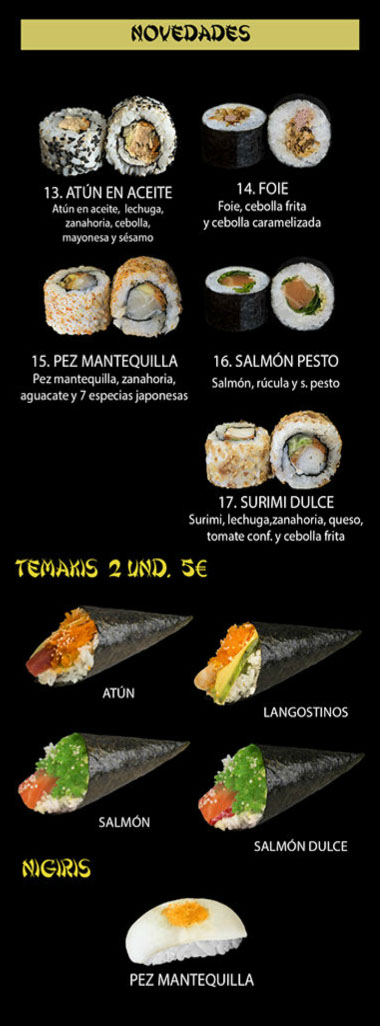 NOVEDADES
13. ATÚN EN ACEITE
Atún en aceite, lechuga,
zanahoria, cebolla,
mayonesa y sésamo
14. FOIE
Foie, cebolla frita
y cebolla caramelizada
15. PEZ MANTEQUILLA
Pez mantequilla, zanahoria,
aguacate y 7 especias japonesas
16. SALMÓN PESTO
Salmón, rúcula y s. pesto
17. SURIMI DULCE
Surimi, lechuga,zanahoria, queso,
tomate conf. y cebolla frita
TEMAKIS 2 UND. 5€
ATÚN
LANGOSTINOS
SALMÓN
SALMÓN DULCE
NIGIRIS
PEZ MANTEQUILLA